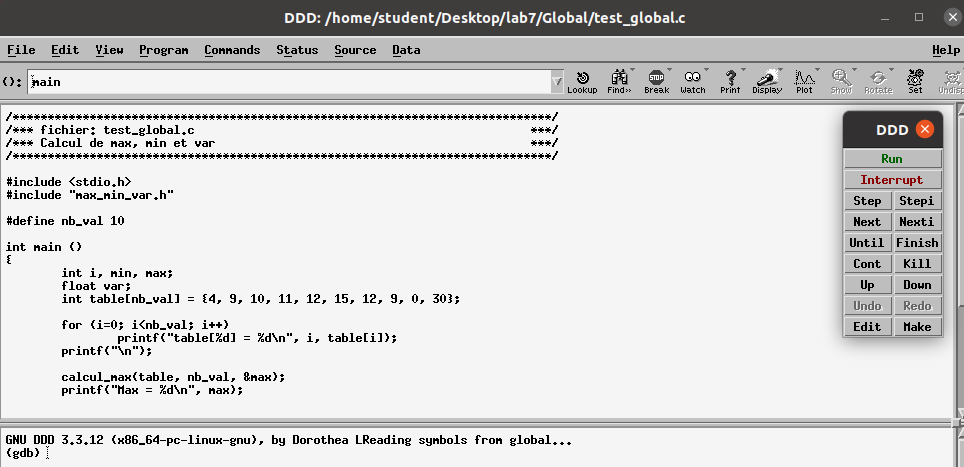 DDD: /home/student/Desktop/lab7/Global/test_global.c
File Edit View Program Commands Status Source Data Help
(): main
Lookup Find>> Break Watch Print Display Plot Show Rotate Set Undisp
/******************************************************************************/
/*** fichier: test_global.c ***/
/*** Calcul de max, min et var ***/
/******************************************************************************/
#include <stdio.h>
#include "max_min_var.h"
#define nb_val 10
int main ()
{
int i, min, max;
float var;
int table[nb_val] = {4, 9, 10, 11, 12, 15, 12, 9, 0, 30};
for (i=0; i<nb_val; i++)
printf("table[%d] = %d\n", i, table[i]);
printf("\n");
calcul_max(table, nb_val, &max);
printf("Max = %d\n", max);
DDD
Run
Interrupt
Step Stepi
Next Nexti
Until Finish
Cont Kill
Up Down
Undo Redo
Edit Make
GNU DDD 3.3.12 (x86_64-pc-linux-gnu), by Dorothea LReading symbols from global...
(gdb)